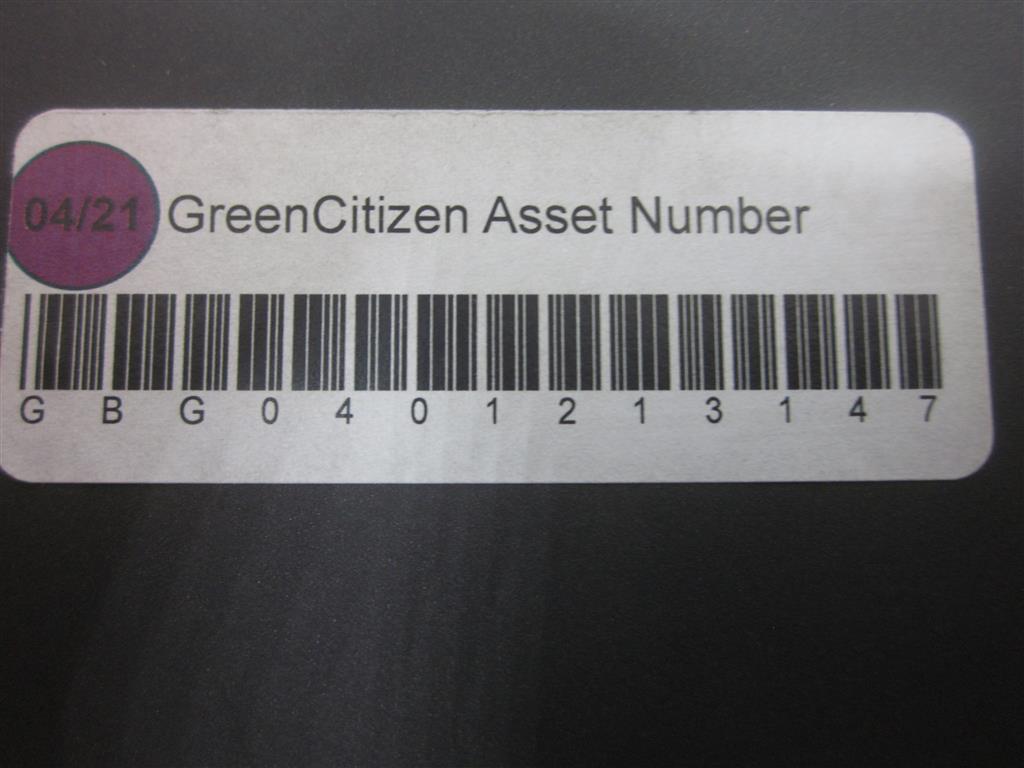 04/21 GreenCitizen Asset Number
G B G 0 4 0 1 2 1 3 1 4 7